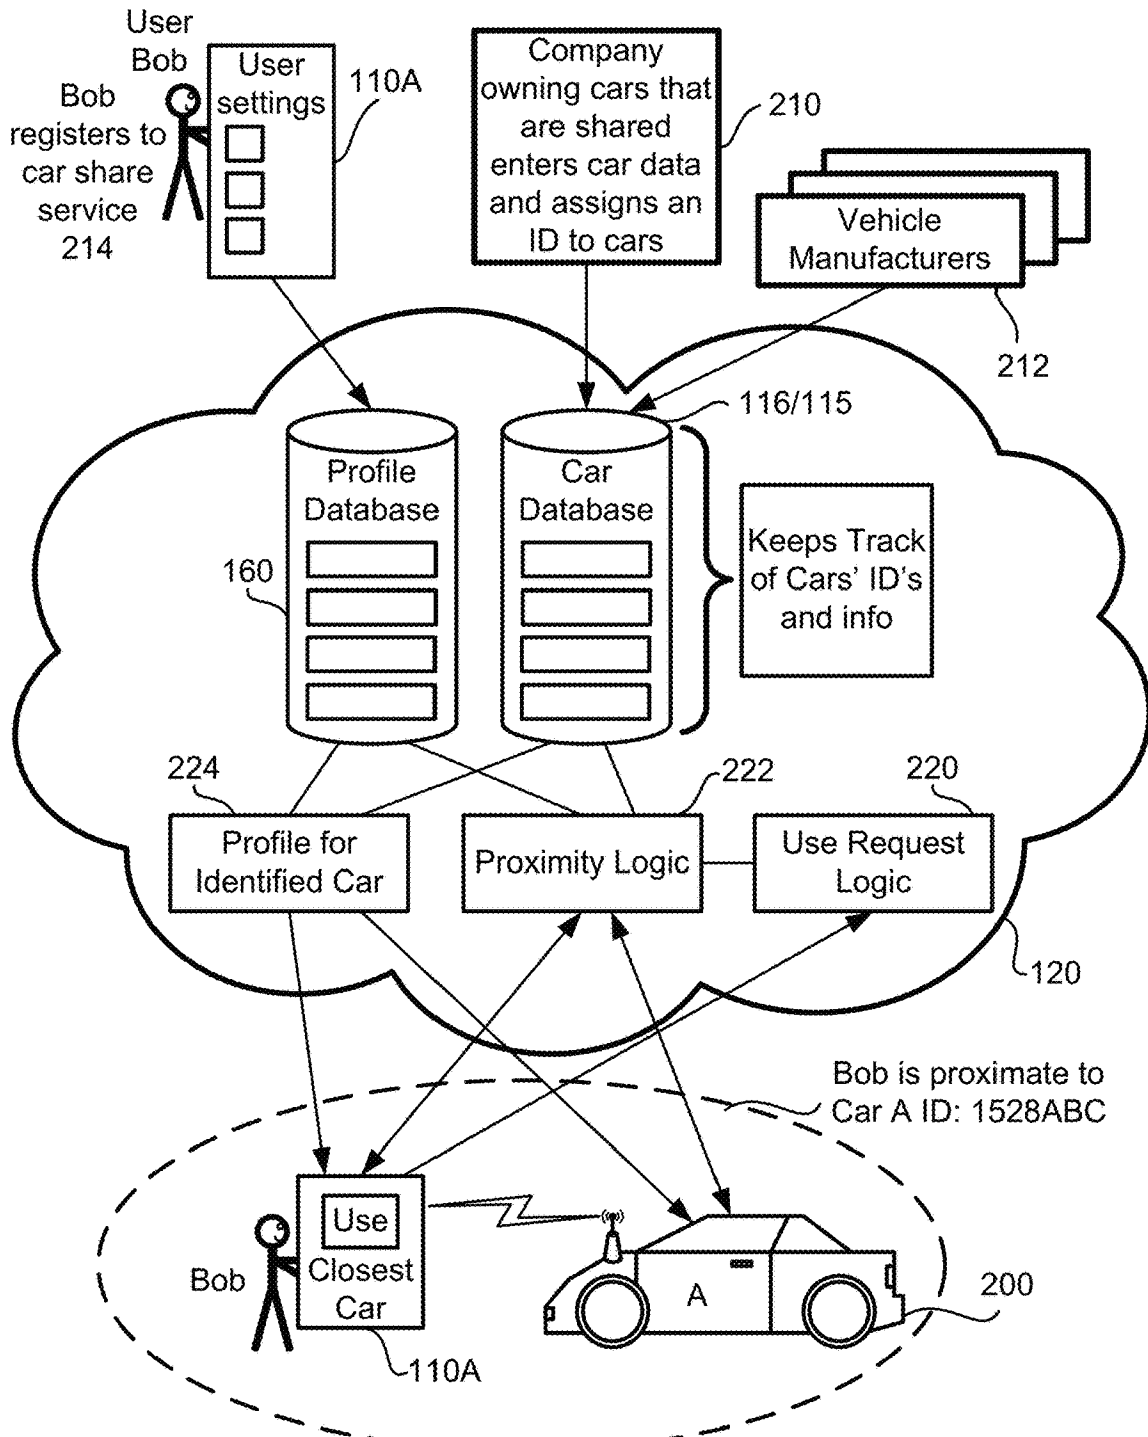 User
Bob
Bob
registers to
car share
service
214
User
settings
110A
Company
owning cars that
are shared
enters car data
and assigns an
ID to cars
210
Vehicle
Manufacturers
212
116/115
Profile
Database
160
Car
Database
Keeps Track
of Cars' ID's
and info
224
Profile for
Identified Car
222
Proximity Logic
220
Use Request
Logic
120
Bob is proximate to
Car A ID: 1528ABC
Bob
Use
Closest
Car
110A
A
200